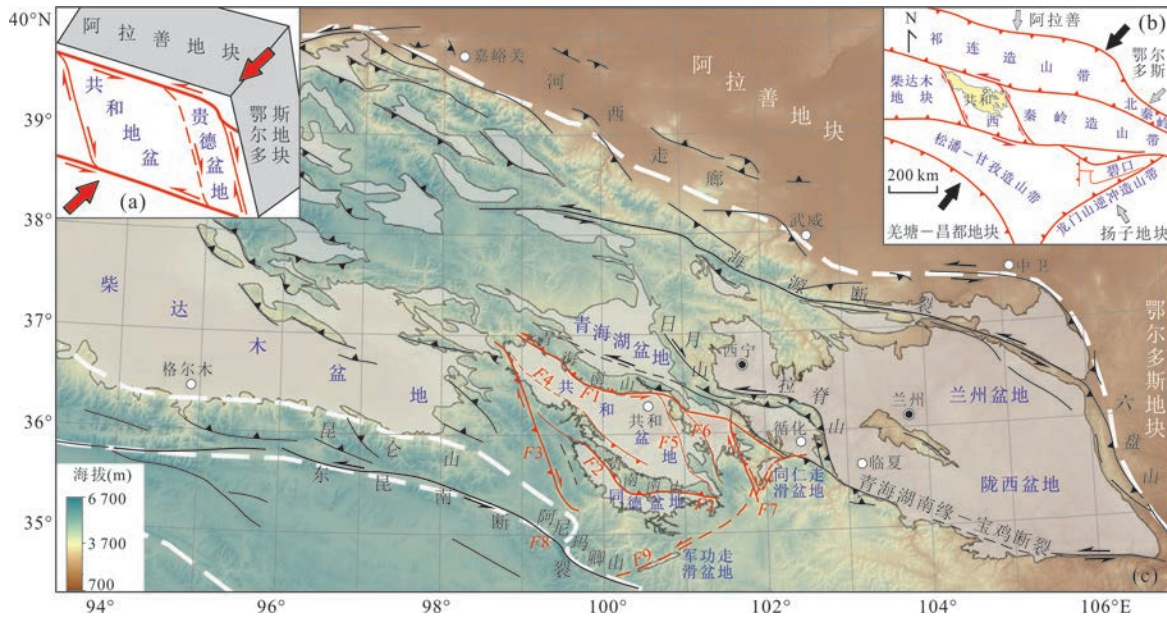 40°N
39°
38°
37°
36°
35°
94°
96°
98°
100°
102°
104°
106°E
阿拉善地块
共和地盆
贵德盆地
鄂尔多斯地块
(a)
N
(b)
阿拉善
祁连造山带
鄂尔多斯
柴达木地块
共和
西秦岭造山带
北秦岭
松潘—甘孜造山带
碧口
200 km
龙门山逆冲造山带
羌塘—昌都地块
扬子地块
嘉峪关
河西走廊
阿拉善地块
武威
中卫
海源断裂
鄂尔多斯地块
柴达木盆地
格尔木
青海湖盆地
日月山
西宁
拉脊山
青海南山
共和盆地
共和
循化
临夏
兰州
兰州盆地
陇西盆地
六盘山
同仁走滑盆地
同德盆地
军功走滑盆地
青海湖南缘—宝鸡断裂
昆仑山
东昆南断裂
阿尼玛卿山
F1
F2
F2
F3
F4
F5
F6
F7
F8
F9
海拔(m)
6 700
3 700
700
(c)